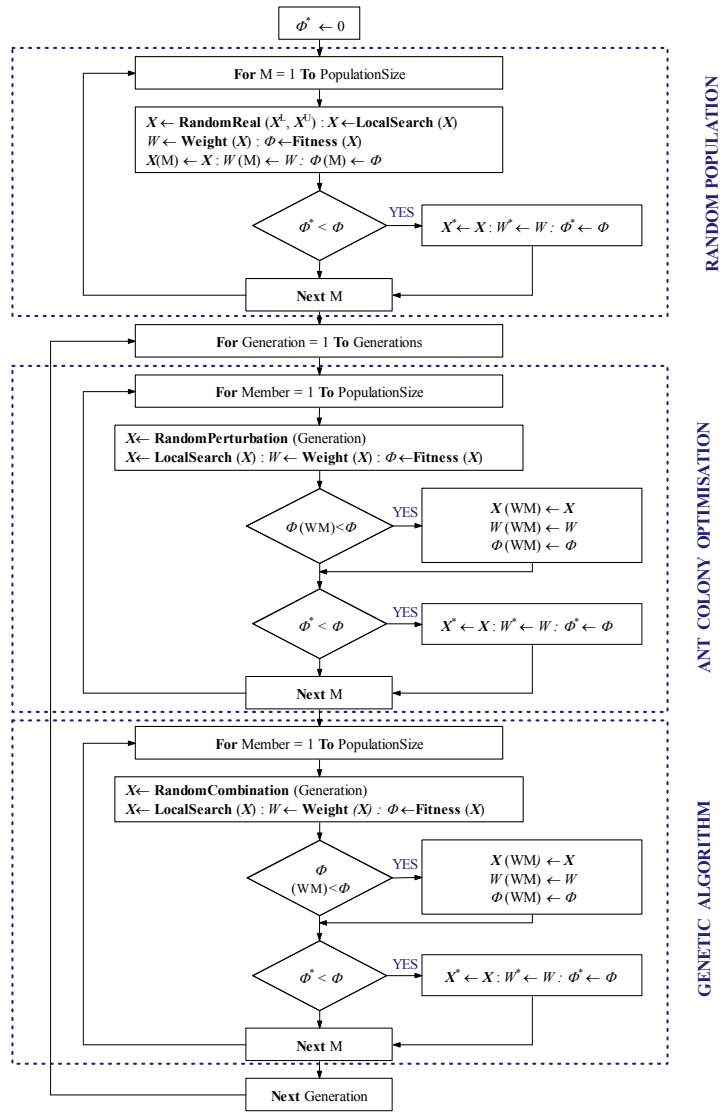 Φ* ← 0
For M = 1 To PopulationSize
X ← RandomReal (X^L, X^U) : X ←LocalSearch (X)
W ← Weight (X) : Φ←Fitness (X)
X(M) ← X : W (M) ← W : Φ (M) ← Φ
Φ* < Φ
YES
X*← X : W*← W : Φ*← Φ
Next M
RANDOM POPULATION
For Generation = 1 To Generations
For Member = 1 To PopulationSize
X← RandomPerturbation (Generation)
X← LocalSearch (X) : W ← Weight (X) : Φ←Fitness (X)
Φ (WM)<Φ
YES
X (WM) ← X
W (WM) ← W
Φ (WM) ← Φ
Φ* < Φ
YES
X* ← X : W* ← W : Φ* ← Φ
Next M
ANT COLONY OPTIMISATION
For Member = 1 To PopulationSize
X← RandomCombination (Generation)
X← LocalSearch (X) : W ← Weight (X) : Φ←Fitness (X)
Φ
(WM)<Φ
YES
X (WM) ← X
W (WM) ← W
Φ (WM) ← Φ
Φ* < Φ
YES
X* ← X : W* ← W : Φ* ← Φ
Next M
GENETIC ALGORITHM
Next Generation